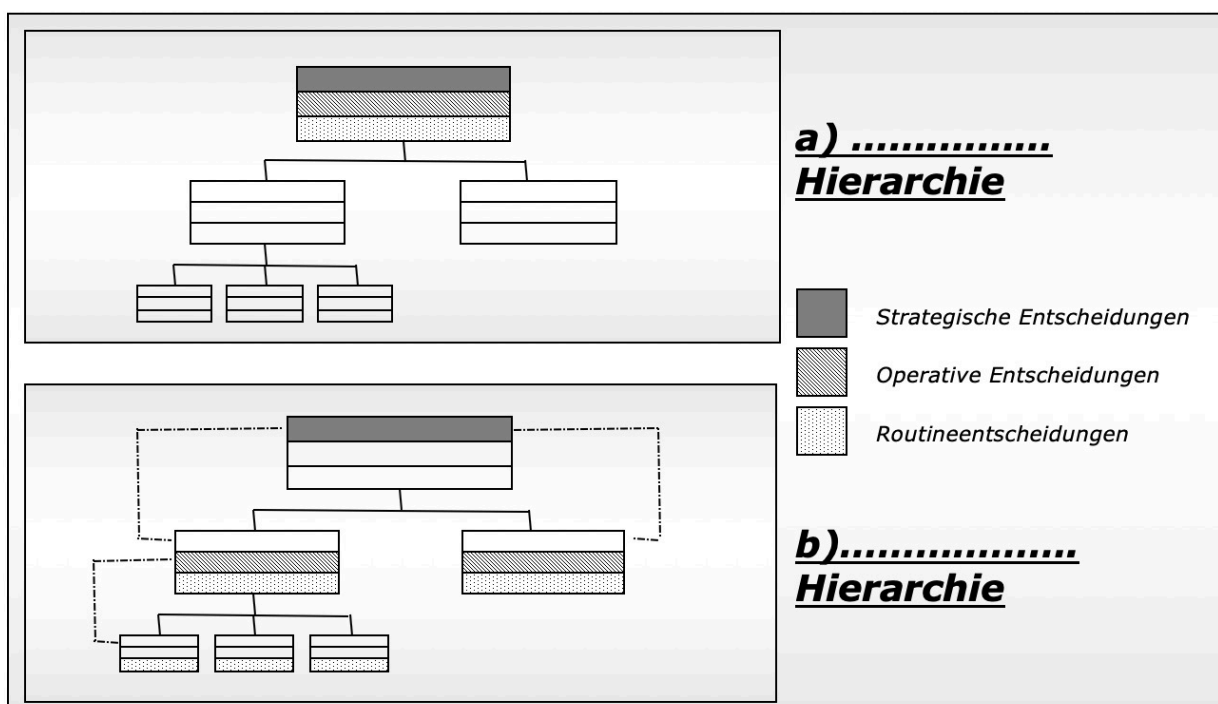 a) ................
Hierarchie
Strategische Entscheidungen
Operative Entscheidungen
Routineentscheidungen
b)...................
Hierarchie